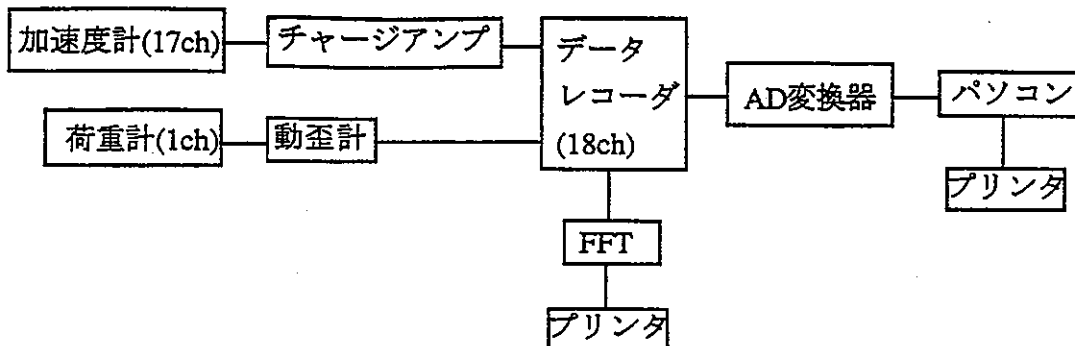 加速度計(17ch)
チャージアンプ
データ
レコーダ
(18ch)
AD変換器
パソコン
荷重計(1ch)
動歪計
プリンタ
FFT
プリンタ